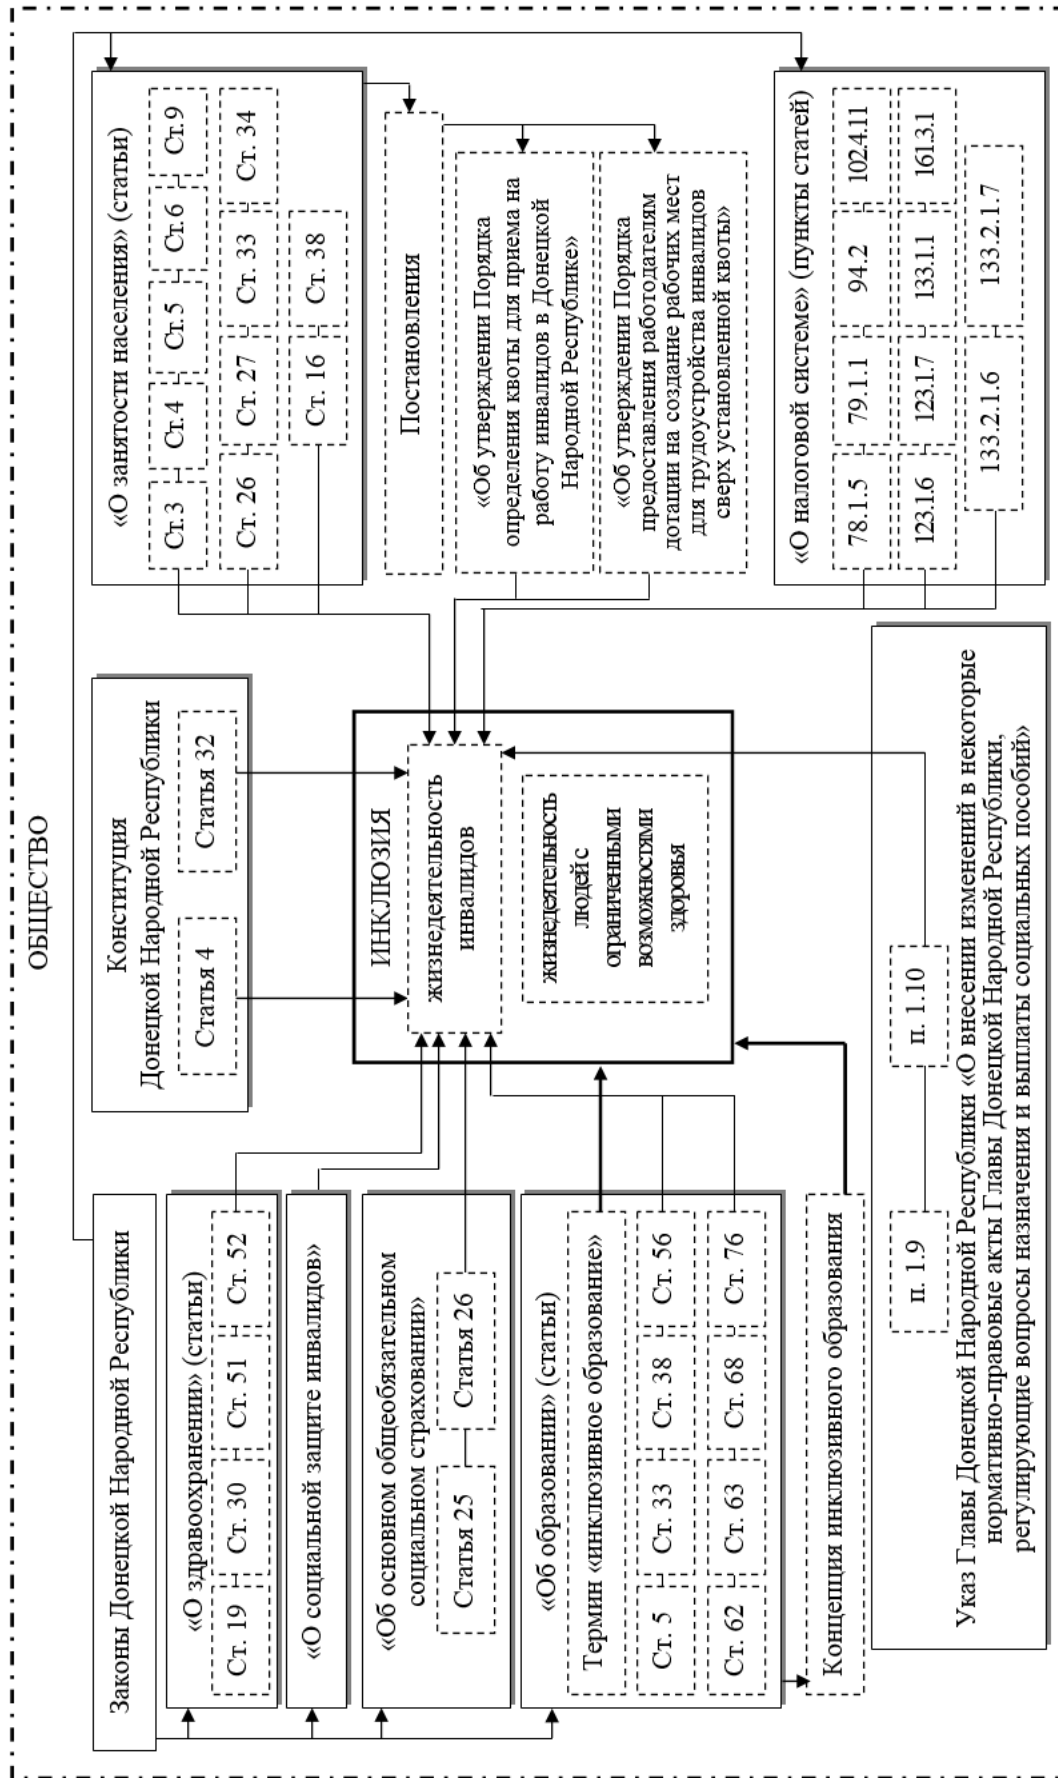 ОБЩЕСТВО
Законы Донецкой Народной Республики
«О здравоохранении» (статьи)
Ст. 19
Ст. 30
Ст. 51
Ст. 52
«О социальной защите инвалидов»
«Об основном общеобязательном
социальном страховании»
Статья 25
Статья 26
«Об образовании» (статьи)
Термин «инклюзивное образование»
Ст. 5
Ст. 33
Ст. 38
Ст. 56
Ст. 62
Ст. 63
Ст. 68
Ст. 76
Концепция инклюзивного образования
Конституция
Донецкой Народной Республики
Статья 4
Статья 32
ИНКЛЮЗИЯ
жизнедеятельность
инвалидов
жизнедеятельность
людей с
ограниченными
возможностями
здоровья
«О занятости населения» (статьи)
Ст.3
Ст.4
Ст.5
Ст.6
Ст.9
Ст. 26
Ст. 27
Ст. 33
Ст. 34
Ст. 16
Ст. 38
Постановления
«Об утверждении Порядка
определения квоты для приема на
работу инвалидов в Донецкой
Народной Республике»
«Об утверждении Порядка
предоставления работодателям
дотации на создание рабочих мест
для трудоустройства инвалидов
сверх установленной квоты»
«О налоговой системе» (пункты статей)
78.1.5
79.1.1
94.2
102.4.11
123.1.6
123.1.7
133.1.1
161.3.1
133.2.1.6
133.2.1.7
п. 1.9
п. 1.10
Указ Главы Донецкой Народной Республики «О внесении изменений в некоторые
нормативно-правовые акты Главы Донецкой Народной Республики,
регулирующие вопросы назначения и выплаты социальных пособий»